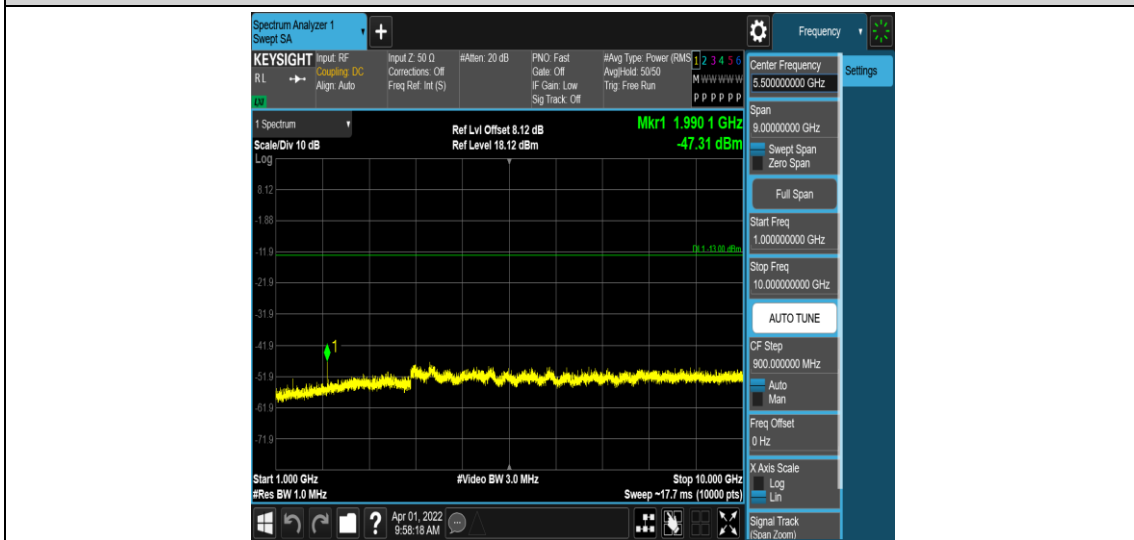 Spectrum Analyzer 1
Swept SA
+
Frequency
KEYSIGHT
RL
LXI
Input: RF
Coupling: DC
Align: Auto
Input Z: 50 Ω
Corrections: Off
Freq Ref: Int (S)
#Atten: 20 dB
PNO: Fast
Gate: Off
IF Gain: Low
Sig Track: Off
#Avg Type: Power (RMS
Avg|Hold: 50/50
Trig: Free Run
1 2 3 4 5 6
M W W W W W
P P P P P P
1 Spectrum
Scale/Div 10 dB
Ref Lvl Offset 8.12 dB
Ref Level 18.12 dBm
Mkr1 1.990 1 GHz
-47.31 dBm
Log
8.12
-1.88
-11.9
-21.9
-31.9
-41.9
-51.9
-61.9
-71.9
DL1 -13.00 dBm
1
Start 1.000 GHz
#Res BW 1.0 MHz
#Video BW 3.0 MHz
Stop 10.000 GHz
Sweep ~17.7 ms (10000 pts)
Apr 01, 2022
9:58:18 AM
Center Frequency
5.500000000 GHz
Settings
Span
9.00000000 GHz
Swept Span
Zero Span
Full Span
Start Freq
1.000000000 GHz
Stop Freq
10.000000000 GHz
AUTO TUNE
CF Step
900.000000 MHz
Auto
Man
Freq Offset
0 Hz
X Axis Scale
Log
Lin
Signal Track
(Span Zoom)